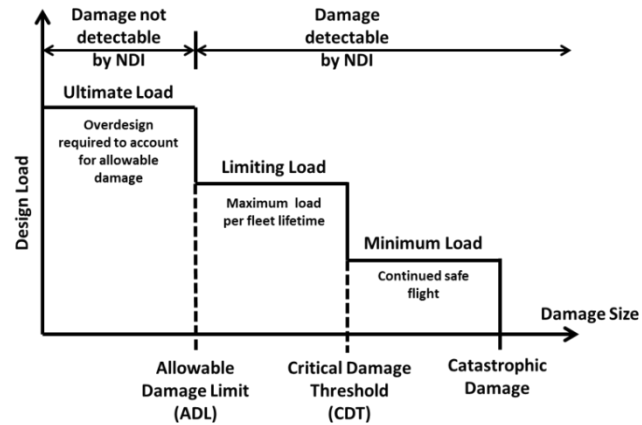 Damage not
detectable
by NDI
Damage
detectable
by NDI
Ultimate Load
Overdesign
required to account
for allowable
damage
Limiting Load
Maximum load
per fleet lifetime
Minimum Load
Continued safe
flight
Design Load
Damage Size
Allowable
Damage Limit
(ADL)
Critical Damage
Threshold
(CDT)
Catastrophic
Damage